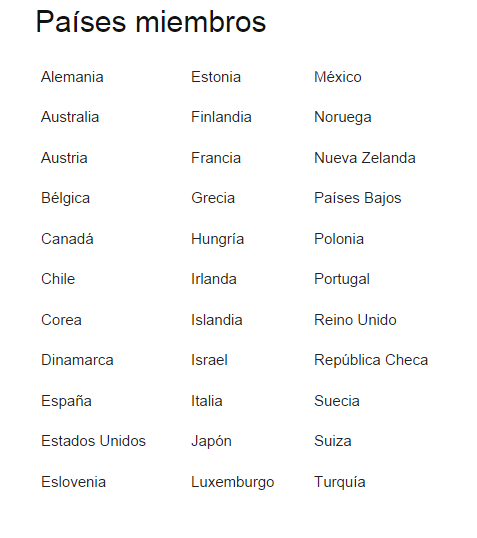 Países miembros
Alemania Estonia México
Australia Finlandia Noruega
Austria Francia Nueva Zelanda
Bélgica Grecia Países Bajos
Canadá Hungría Polonia
Chile Irlanda Portugal
Corea Islandia Reino Unido
Dinamarca Israel República Checa
España Italia Suecia
Estados Unidos Japón Suiza
Eslovenia Luxemburgo Turquía